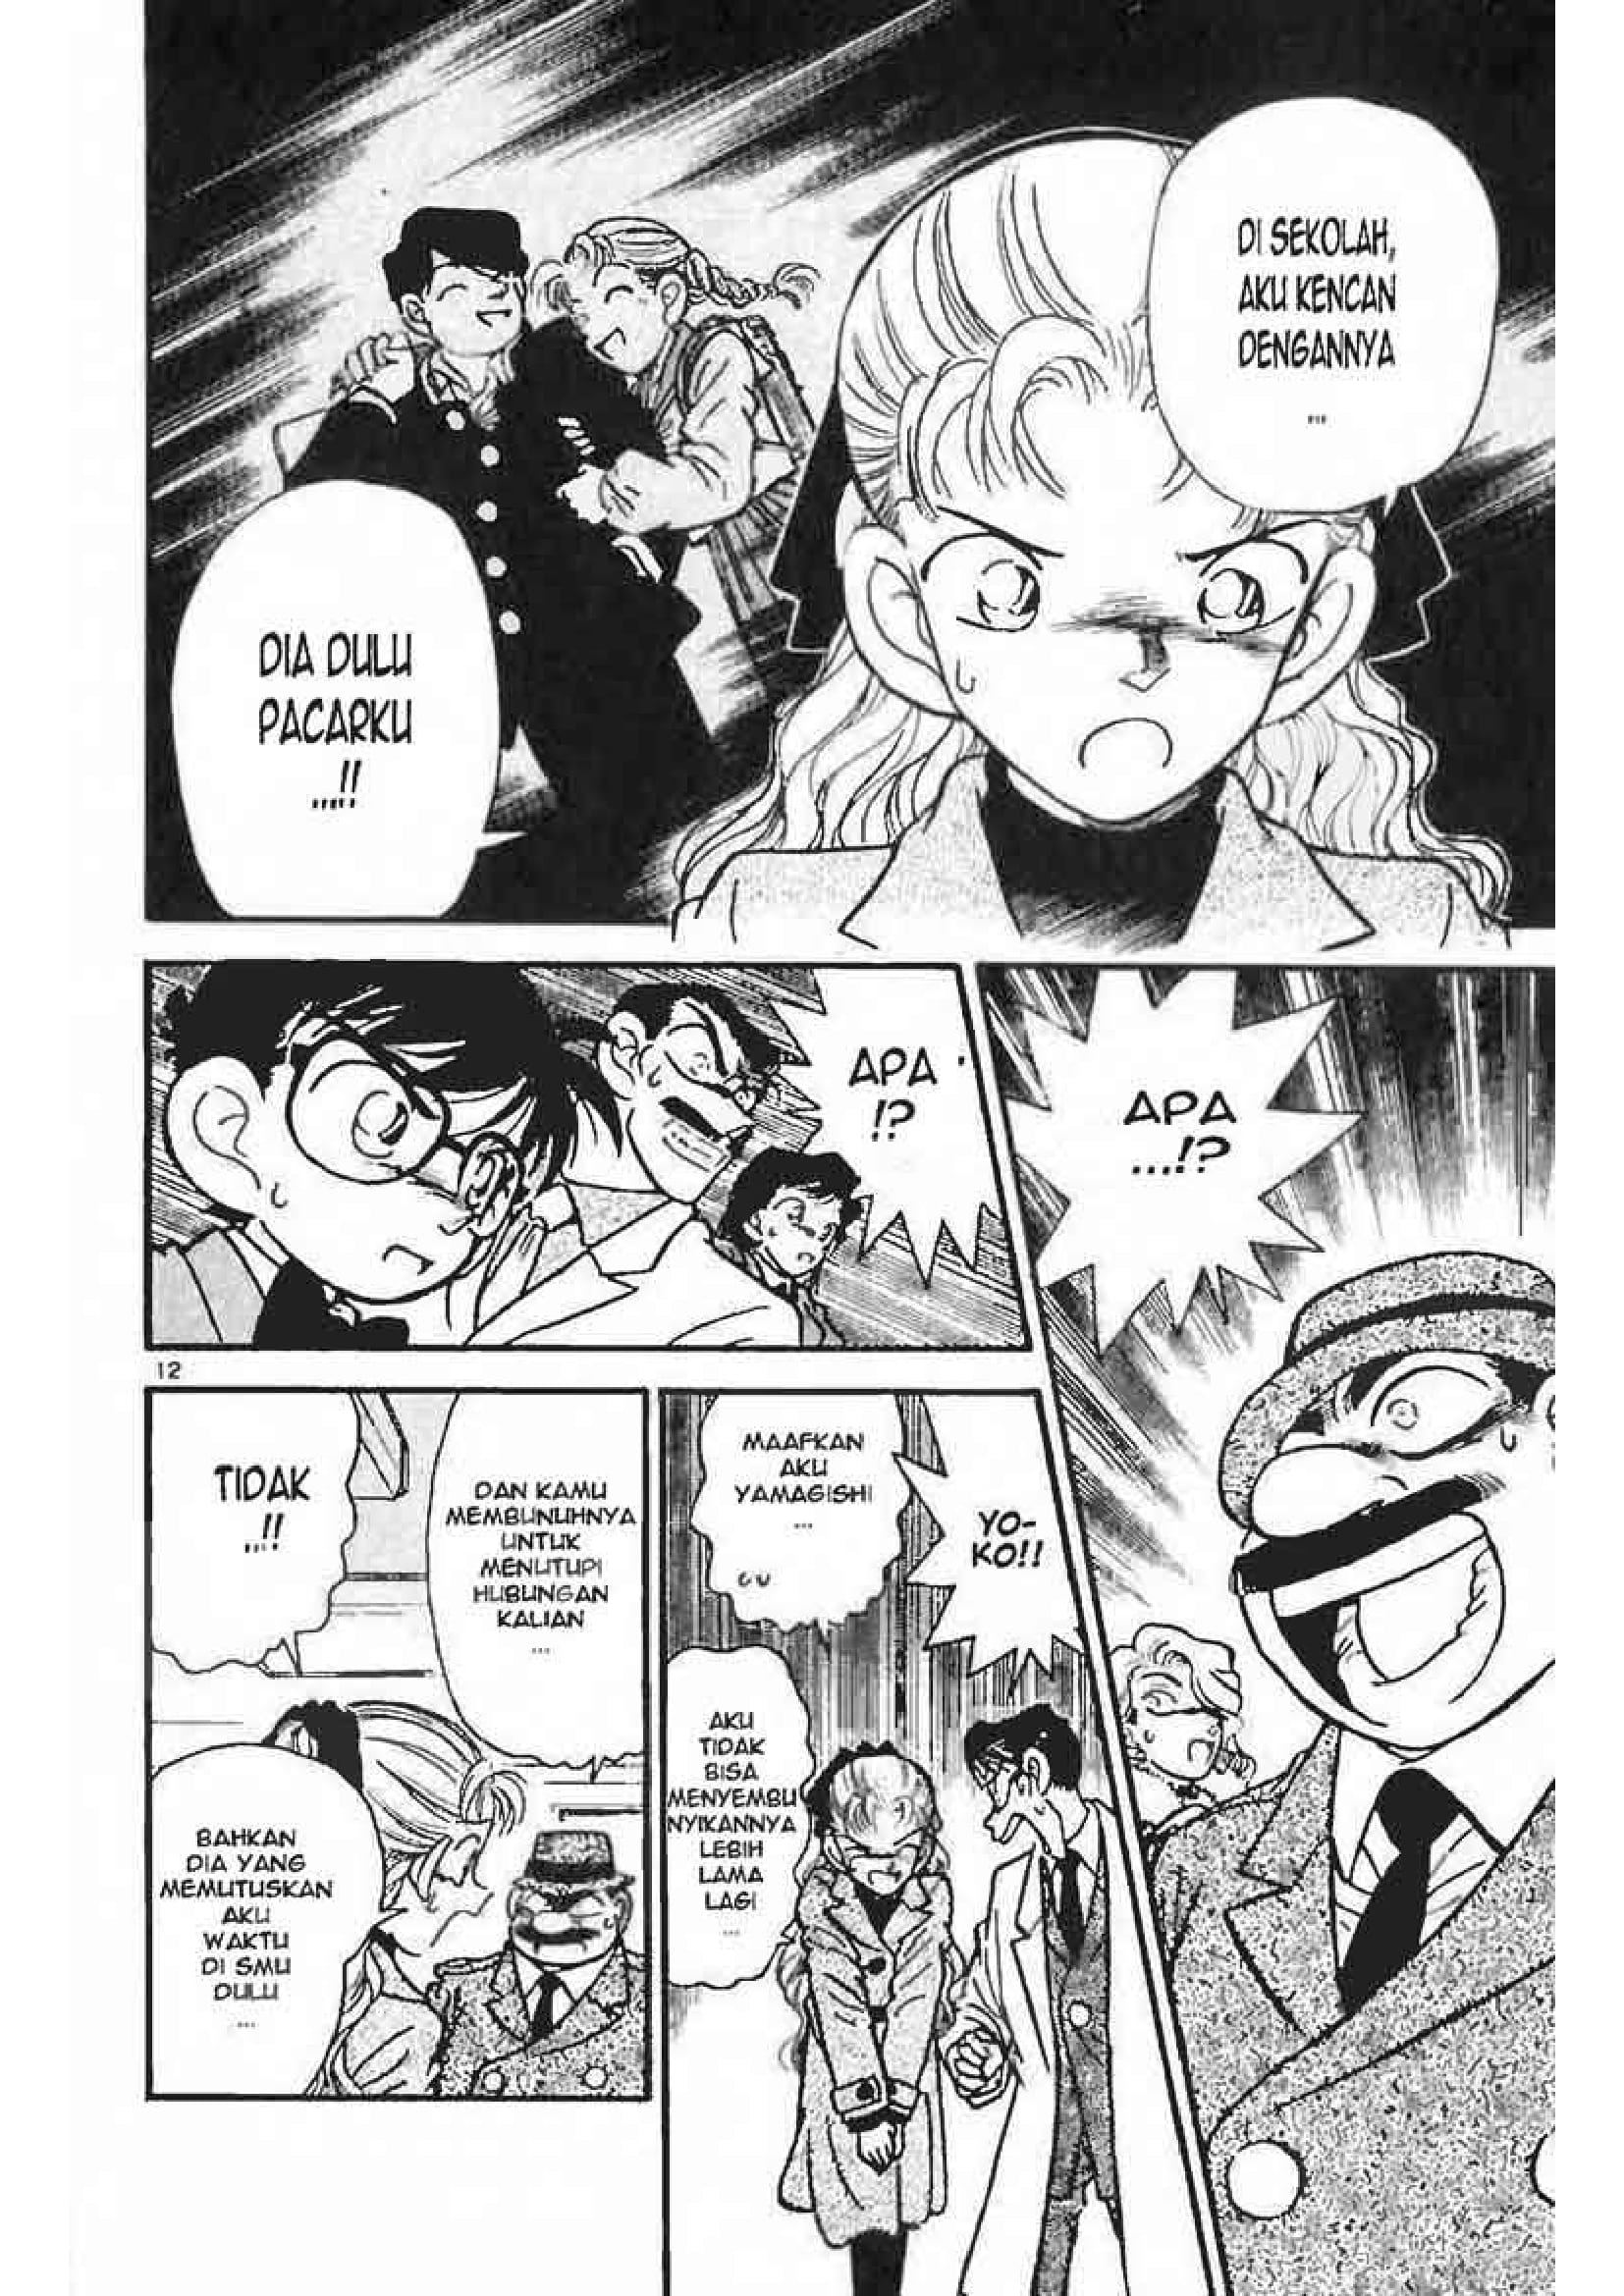 DI SEKOLAH,
AKU KENCAN
DENGANNYA
...
DIA DULU
PACARKU
....!!
APA
....!?
APA
!?
12
YO-
KO!!
MAAFKAN
AKU
YAMAGISHI
...
AKU
TIDAK
BISA
MENYEMBU
NYIKANNYA
LEBIH
LAMA
LAGI
...
DAN KAMU
MEMBUNUHNYA
UNTUK
MENUTUPI
HUBUNGAN
KALIAN
...
TIDAK
...!!
BAHKAN
DIA YANG
MEMUTUSKAN
AKU
WAKTU
DI SMU
DULU
...